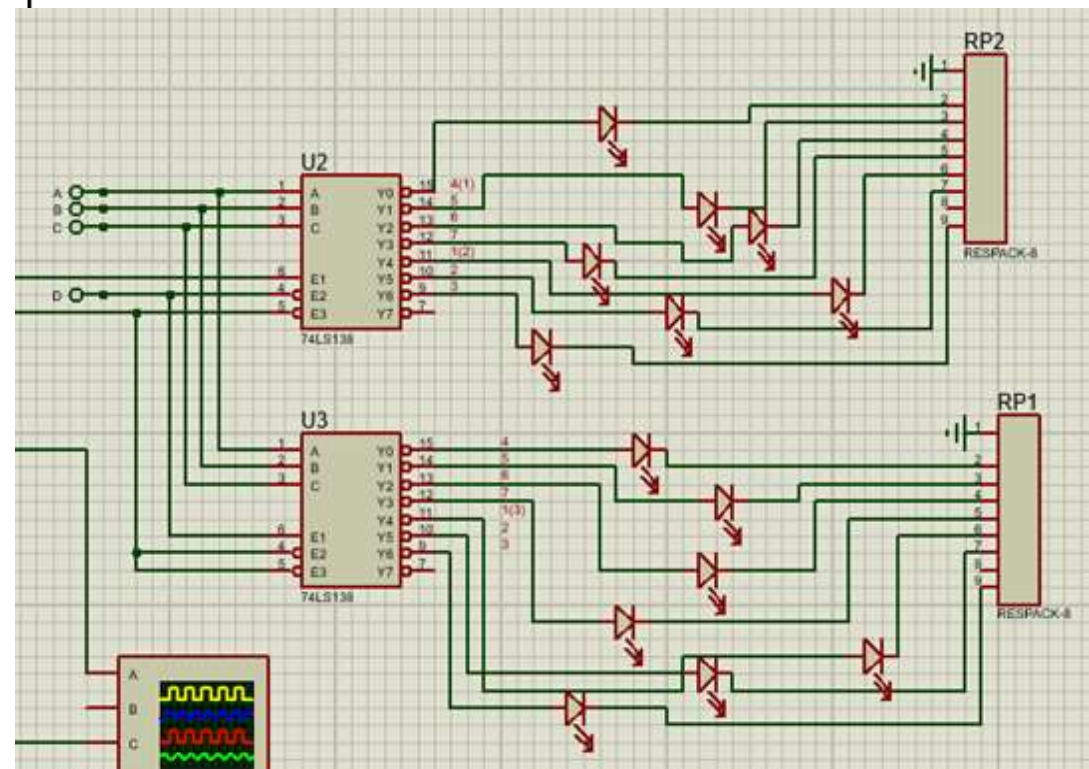 RP2
1
2
3
4
5
6
7
8
9
RESPACK-8
U2
A 1 A Y0 15 4(1)
B 2 B Y1 14 5
C 3 C Y2 13 6
Y3 12 7
Y4 11 1(2)
6 E1 Y5 10 2
D 4 E2 Y6 9 3
5 E3 Y7 7
74LS138
RP1
1
2
3
4
5
6
7
8
9
RESPACK-8
U3
1 A Y0 15 4
2 B Y1 14 5
3 C Y2 13 6
Y3 12 7
Y4 11 1(3)
6 E1 Y5 10 2
4 E2 Y6 9 3
5 E3 Y7 7
74LS138
A
B
C